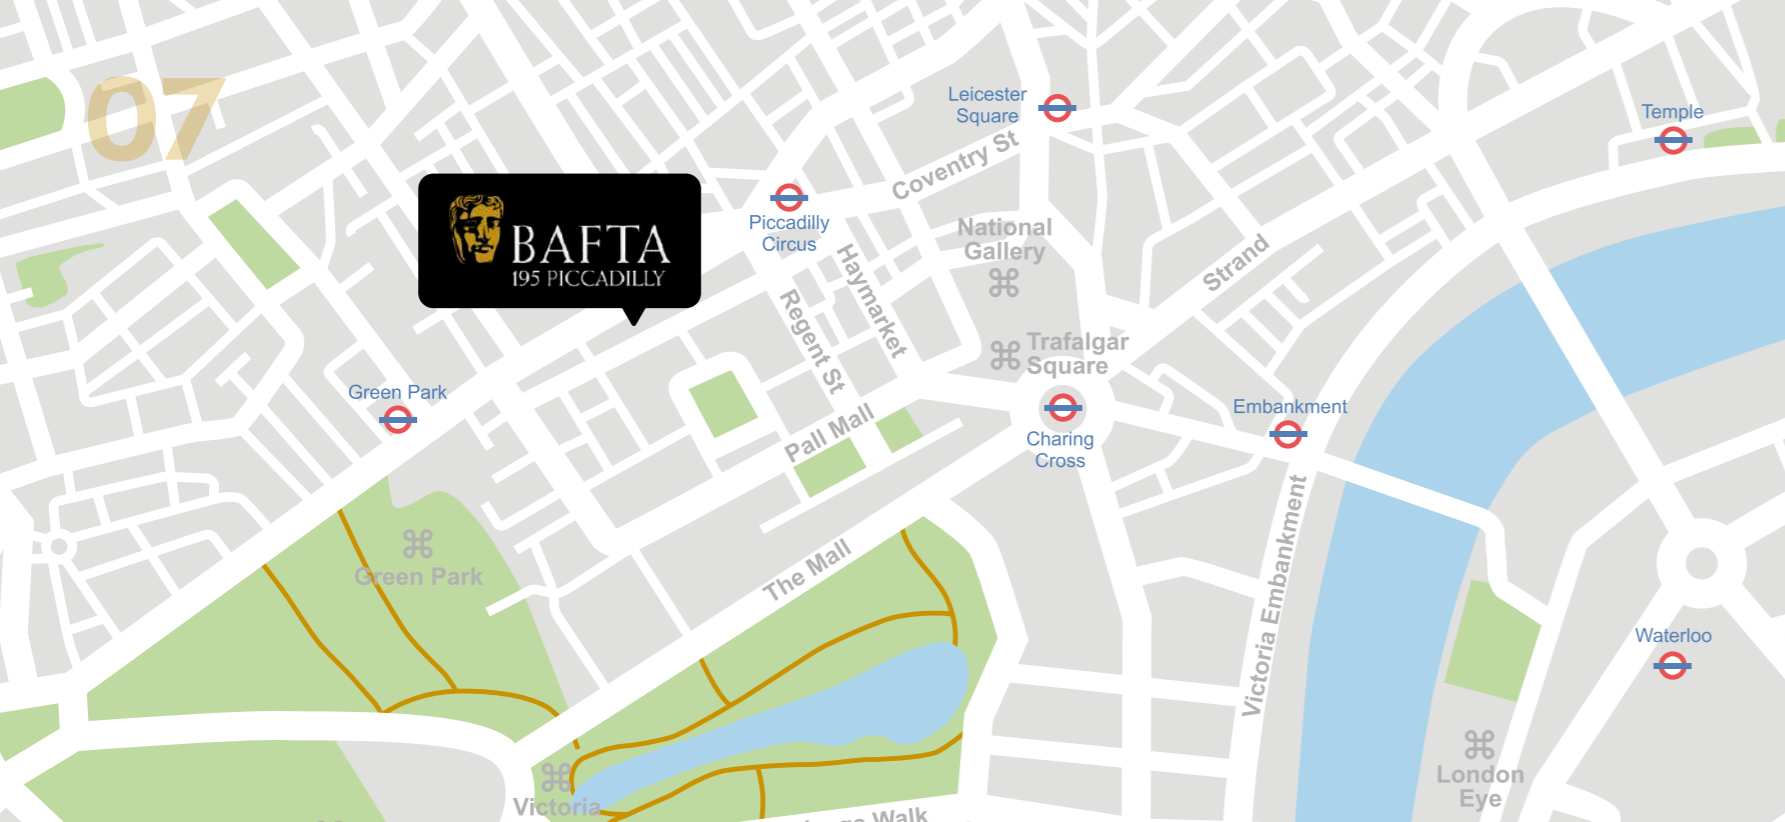 07
Leicester
Square
Temple
Coventry St
BAFTA
195 PICCADILLY
Piccadilly
Circus
National
Gallery
Haymarket
Strand
Regent St
Trafalgar
Square
Green Park
Embankment
Pall Mall
Charing
Cross
Victoria Embankment
Green Park
The Mall
Waterloo
London
Eye
Victoria
Walk